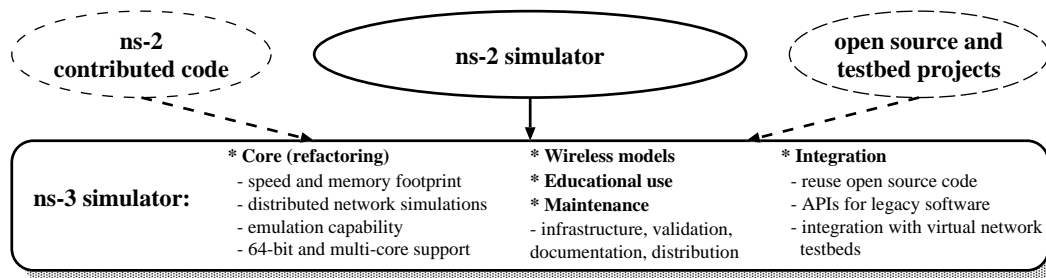 ns-2
contributed code
ns-2 simulator
open source and
testbed projects
ns-3 simulator:
* Core (refactoring)
- speed and memory footprint
- distributed network simulations
- emulation capability
- 64-bit and multi-core support
* Wireless models
* Educational use
* Maintenance
- infrastructure, validation,
documentation, distribution
* Integration
- reuse open source code
- APIs for legacy software
- integration with virtual network
testbeds